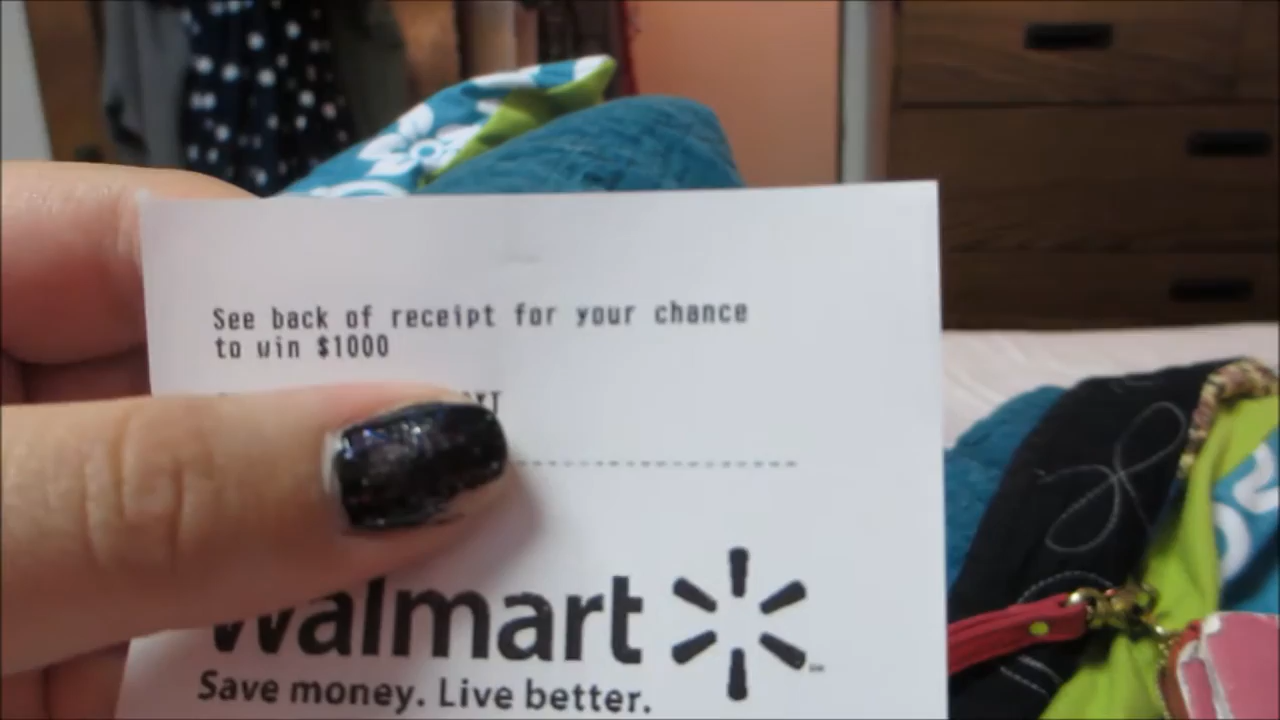 See back of receipt for your chance
to win $1000
Walmart
Save money. Live better.